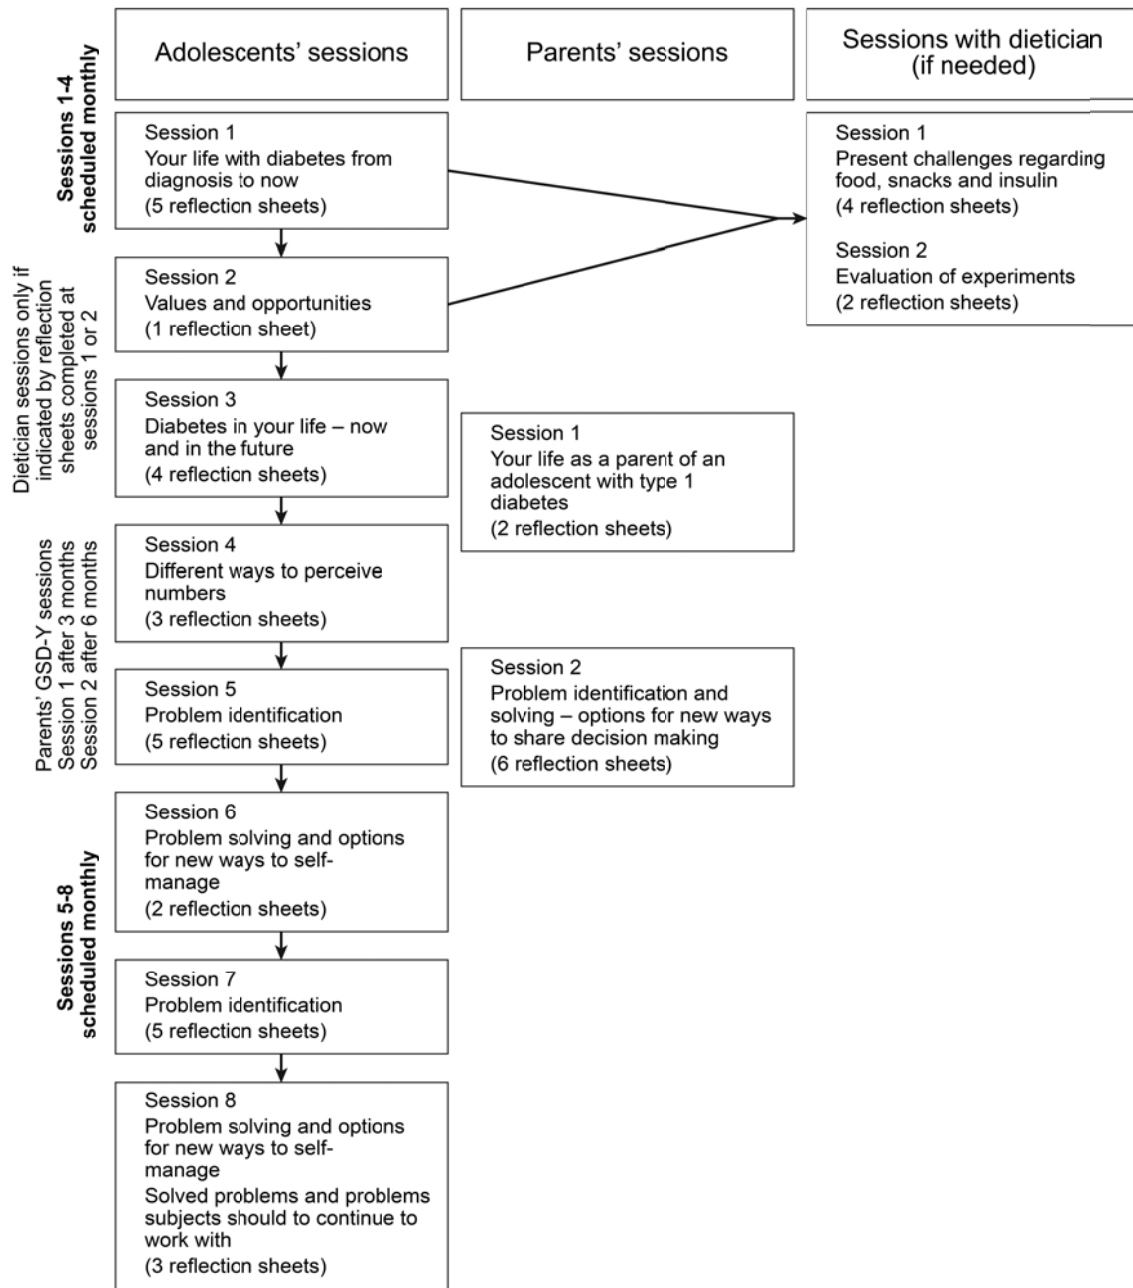 Adolescents’ sessions
Parents’ sessions
Sessions with dietician
(if needed)
Sessions 1-4
scheduled monthly
Session 1
Your life with diabetes from
diagnosis to now
(5 reflection sheets)
Session 1
Present challenges regarding
food, snacks and insulin
(4 reflection sheets)
Session 2
Evaluation of experiments
(2 reflection sheets)
Dietician sessions only if
indicated by reflection
sheets completed at
sessions 1 or 2
Session 2
Values and opportunities
(1 reflection sheet)
Session 3
Diabetes in your life – now
and in the future
(4 reflection sheets)
Session 1
Your life as a parent of an
adolescent with type 1
diabetes
(2 reflection sheets)
Parents’ GSD-Y sessions
Session 1 after 3 months
Session 2 after 6 months
Session 4
Different ways to perceive
numbers
(3 reflection sheets)
Session 5
Problem identification
(5 reflection sheets)
Session 2
Problem identification and
solving – options for new ways
to share decision making
(6 reflection sheets)
Sessions 5-8
scheduled monthly
Session 6
Problem solving and options
for new ways to self-
manage
(2 reflection sheets)
Session 7
Problem identification
(5 reflection sheets)
Session 8
Problem solving and options
for new ways to self-
manage
Solved problems and problems
subjects should to continue to
work with
(3 reflection sheets)